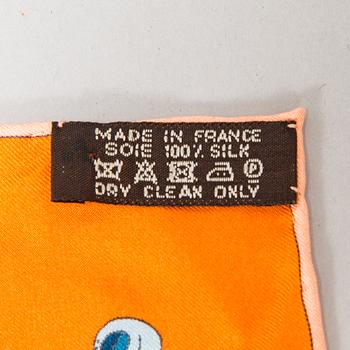 MADE IN FRANCE
SOIE 100% SILK
DRY CLEAN ONLY